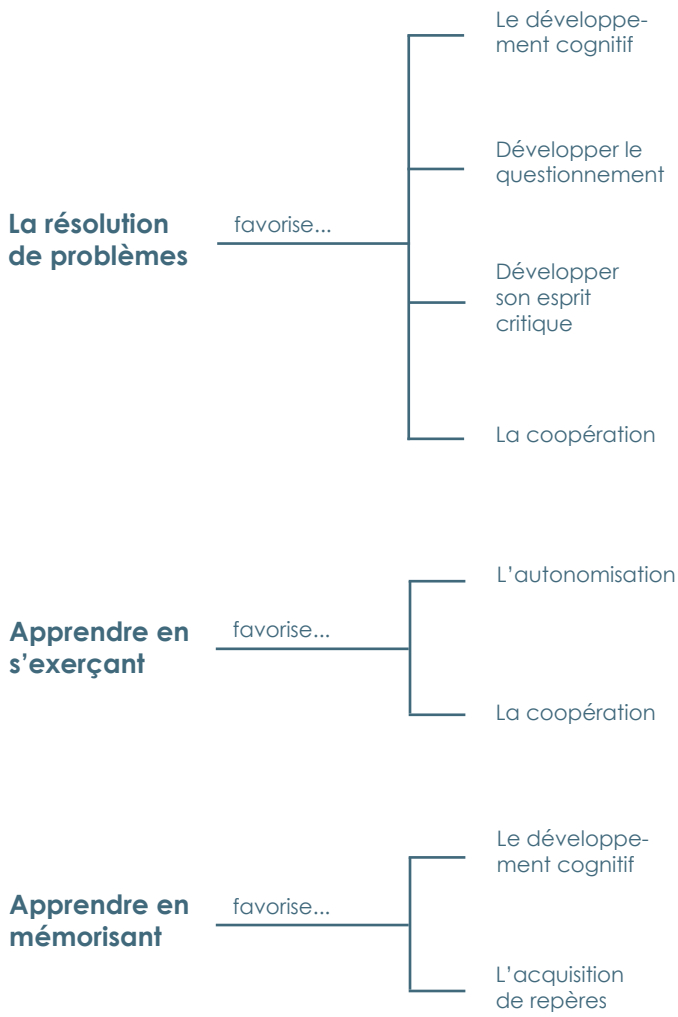 Le développe-
ment cognitif
Développer le
questionnement
La résolution
de problèmes
favorise...
Développer
son esprit
critique
La coopération
L'autonomisation
Apprendre en
s'exerçant
favorise...
La coopération
Le développe-
ment cognitif
Apprendre en
mémorisant
favorise...
L'acquisition
de repères